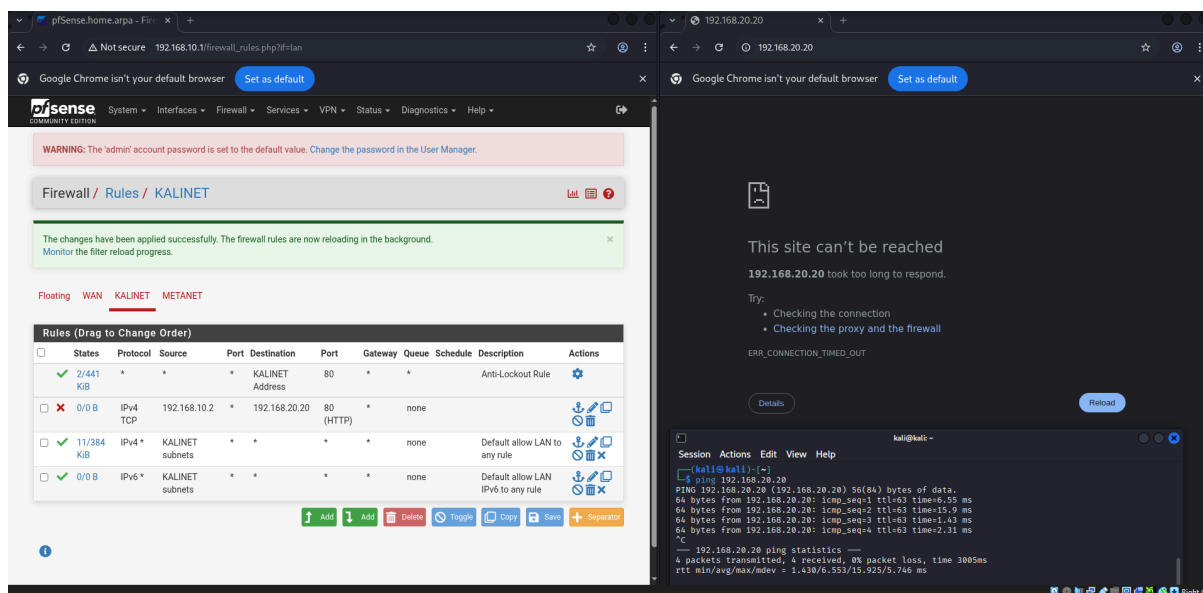 pfSense.home.arpa - Fire
Not secure 192.168.10.1/firewall_rules.php?if=lan
Google Chrome isn't your default browser Set as default
pfsense COMMUNITY EDITION System Interfaces Firewall Services VPN Status Diagnostics Help
WARNING: The 'admin' account password is set to the default value. Change the password in the User Manager.
Firewall / Rules / KALINET
The changes have been applied successfully. The firewall rules are now reloading in the background.
Monitor the filter reload progress.
Floating WAN KALINET METANET
Rules (Drag to Change Order)
States Protocol Source Port Destination Port Gateway Queue Schedule Description Actions
2/441 KiB * * * KALINET Address 80 * * Anti-Lockout Rule
0/0 B IPv4 TCP 192.168.10.2 * 192.168.20.20 80 (HTTP) * none
11/384 KiB IPv4 * KALINET subnets * * * * none Default allow LAN to any rule
0/0 B IPv6 * KALINET subnets * * * * none Default allow LAN IPv6 to any rule
Add Add Delete Toggle Copy Save Separator
192.168.20.20
192.168.20.20
Google Chrome isn't your default browser Set as default
This site can't be reached
192.168.20.20 took too long to respond.
Try:
• Checking the connection
• Checking the proxy and the firewall
ERR_CONNECTION_TIMED_OUT
Details Reload
kali@kali: ~
Session Actions Edit View Help
(kali㉿kali)-[~]
$ ping 192.168.20.20
PING 192.168.20.20 (192.168.20.20) 56(84) bytes of data.
64 bytes from 192.168.20.20: icmp_seq=1 ttl=63 time=6.55 ms
64 bytes from 192.168.20.20: icmp_seq=2 ttl=63 time=15.9 ms
64 bytes from 192.168.20.20: icmp_seq=3 ttl=63 time=1.43 ms
64 bytes from 192.168.20.20: icmp_seq=4 ttl=63 time=2.31 ms
^C
— 192.168.20.20 ping statistics —
4 packets transmitted, 4 received, 0% packet loss, time 3005ms
rtt min/avg/max/mdev = 1.430/6.553/15.925/5.746 ms
Right